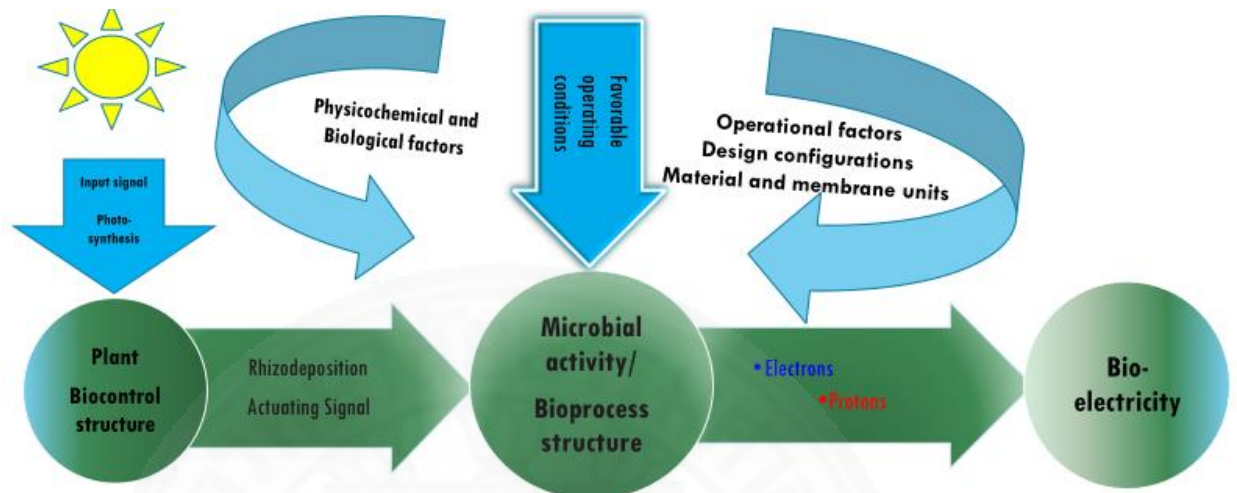 Input signal
Photo-
synthesis
Physicochemical and
Biological factors
Favorable
operating
conditions
Operational factors
Design configurations
Material and membrane units
Plant
Biocontrol
structure
Rhizodeposition
Actuating Signal
Microbial
activity/
Bioprocess
structure
• Electrons
•Protons
Bio-
electricity